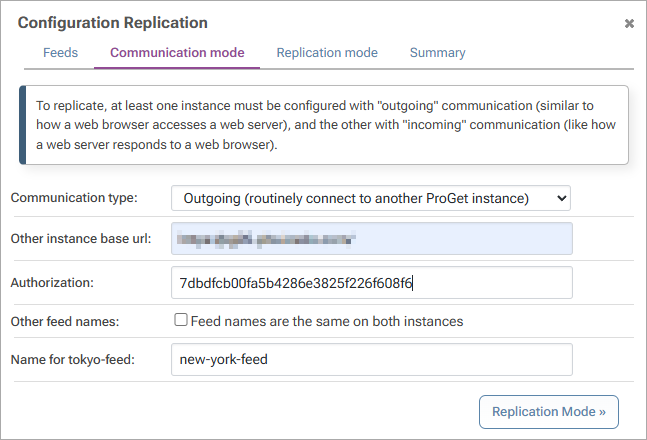 Configuration Replication
Feeds Communication mode Replication mode Summary
To replicate, at least one instance must be configured with "outgoing" communication (similar to
how a web browser accesses a web server), and the other with "incoming" communication (like how
a web server responds to a web browser).
Communication type: Outgoing (routinely connect to another ProGet instance)
Other instance base url:
Authorization: 7dbdfcb00fa5b4286e3825f226f608f6
Other feed names: Feed names are the same on both instances
Name for tokyo-feed: new-york-feed
Replication Mode »